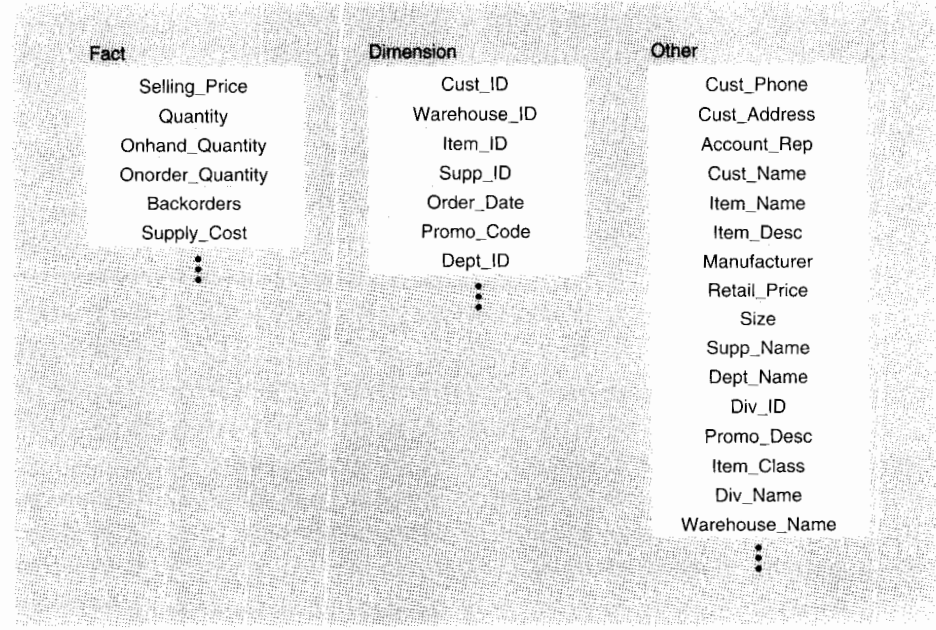 Fact
Selling_Price
Quantity
Onhand_Quantity
Onorder_Quantity
Backorders
Supply_Cost
Dimension
Cust_ID
Warehouse_ID
Item_ID
Supp_ID
Order_Date
Promo_Code
Dept_ID
Other
Cust_Phone
Cust_Address
Account_Rep
Cust_Name
Item_Name
Item_Desc
Manufacturer
Retail_Price
Size
Supp_Name
Dept_Name
Div_ID
Promo_Desc
Item_Class
Div_Name
Warehouse_Name